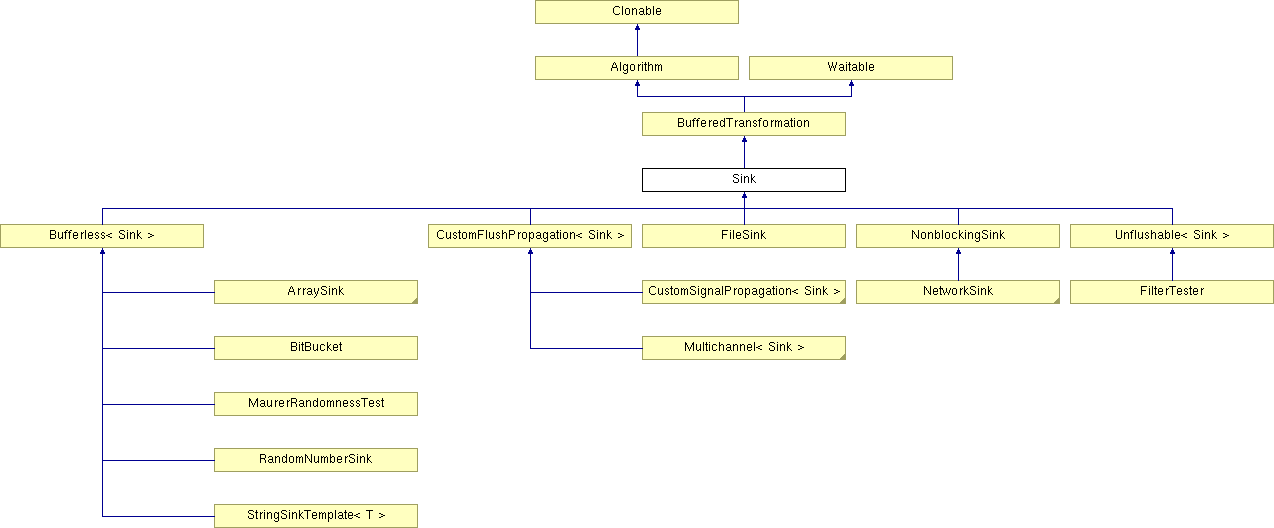 Clonable
Algorithm
Waitable
BufferedTransformation
Sink
Bufferless< Sink >
CustomFlushPropagation< Sink >
FileSink
NonblockingSink
Unflushable< Sink >
ArraySink
CustomSignalPropagation< Sink >
NetworkSink
FilterTester
BitBucket
Multichannel< Sink >
MaurerRandomnessTest
RandomNumberSink
StringSinkTemplate< T >